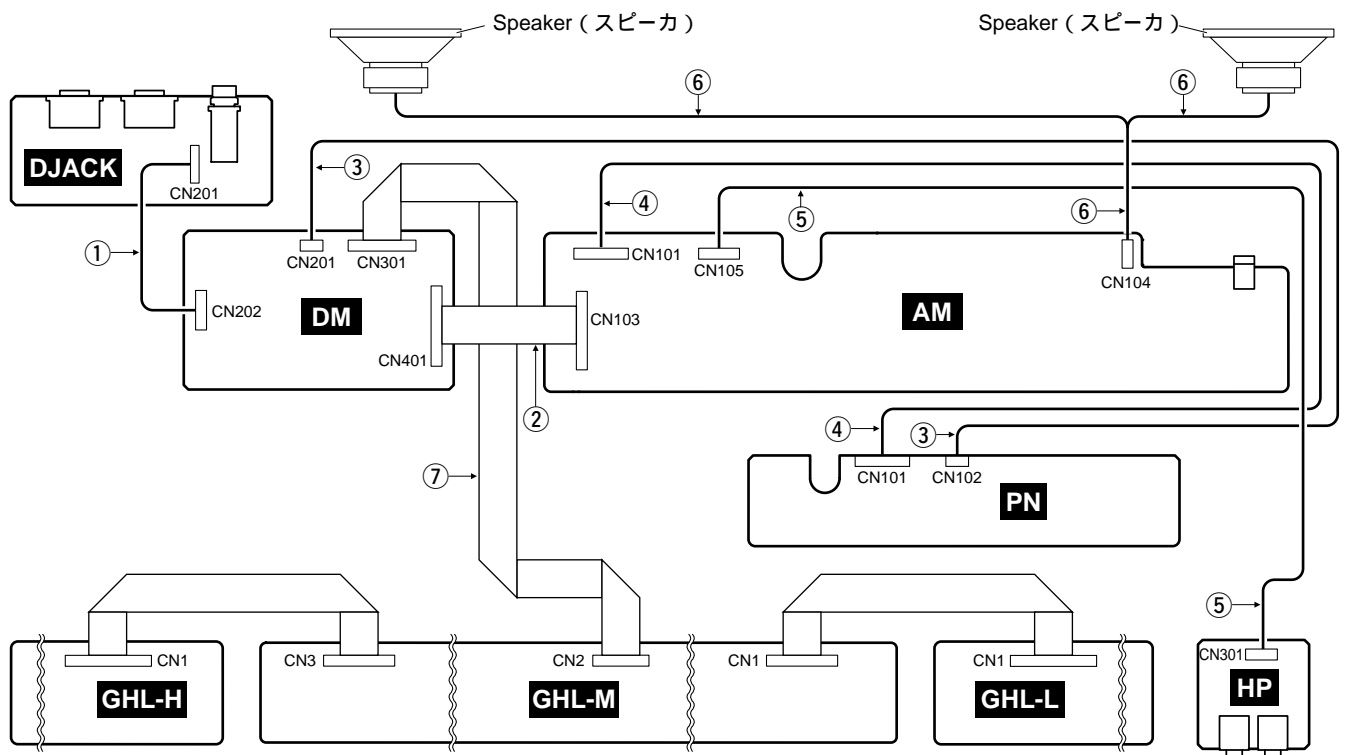 Speaker（スピーカ）
Speaker（スピーカ）
⑥
⑥
DJACK
CN201
③
④
⑤
⑥
①
CN201
CN301
CN101
CN105
CN104
CN202
DM
CN103
AM
CN401
②
④
③
⑦
CN101
CN102
PN
⑤
CN1
CN3
CN2
CN1
CN1
CN301
GHL-H
GHL-M
GHL-L
HP